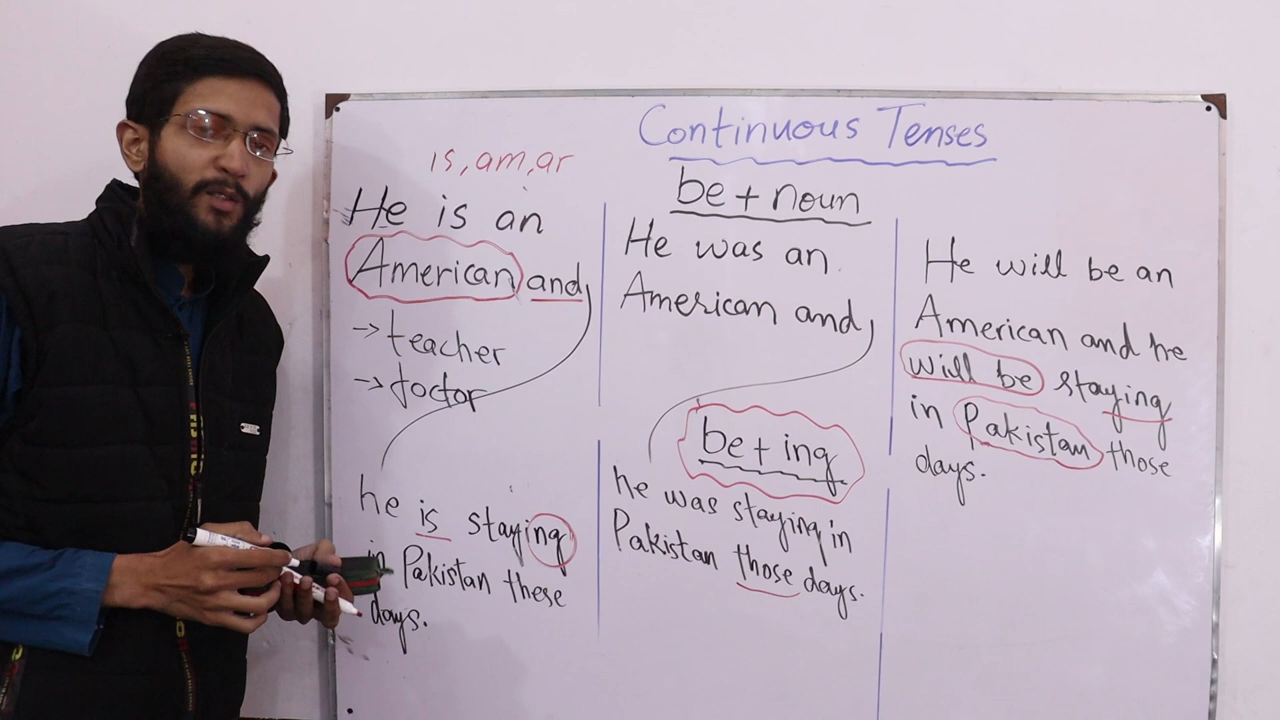 Continuous Tenses
is, am, ar
be + noun
He is an
American and
→ teacher
→ doctor
he is staying
in Pakistan these
days.
He was an
American and
be + ing
he was staying in
Pakistan those days.
He will be an
American and he
will be staying
in Pakistan those
days.